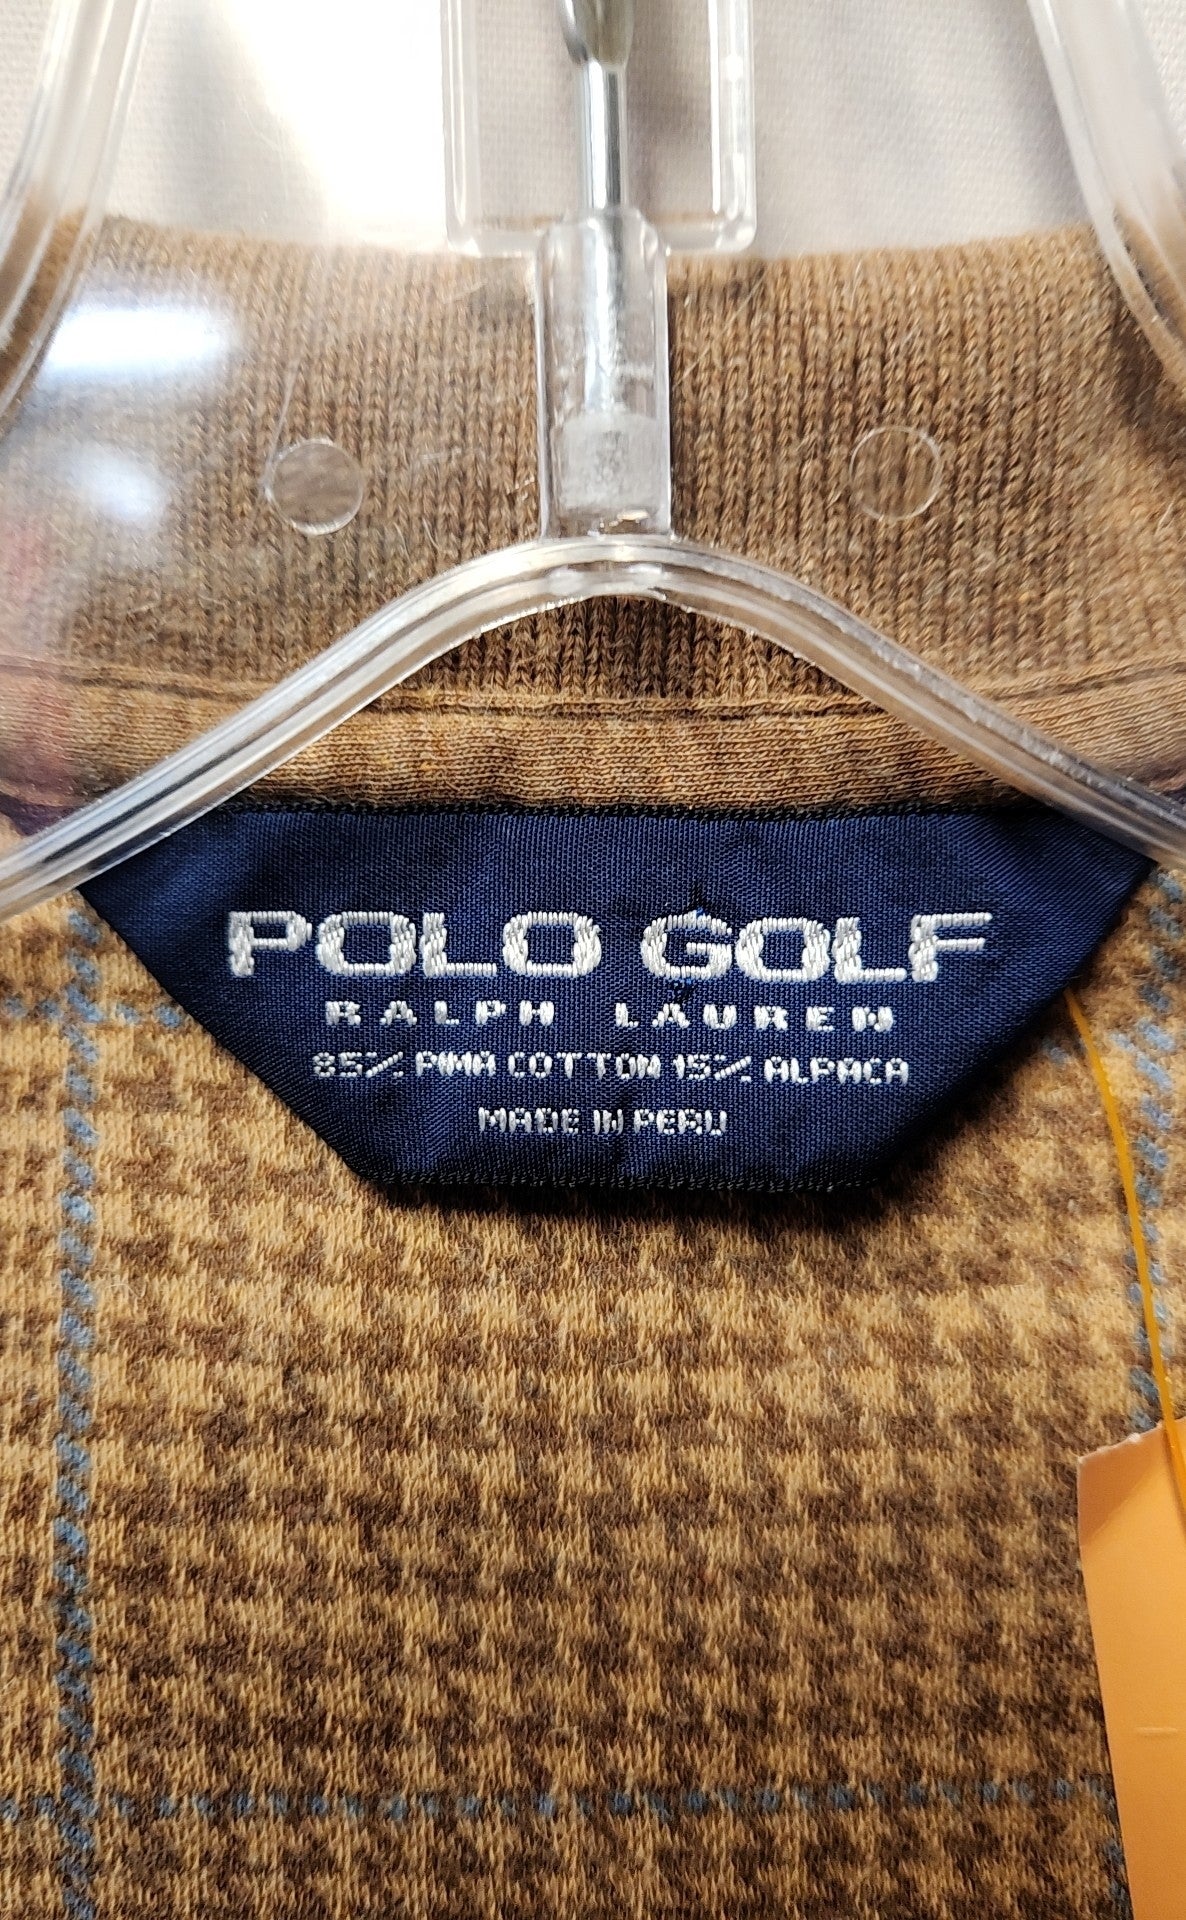 POLO GOLF
RALPH LAUREN
85% PIMA COTTON 15% ALPACA
MADE IN PERU